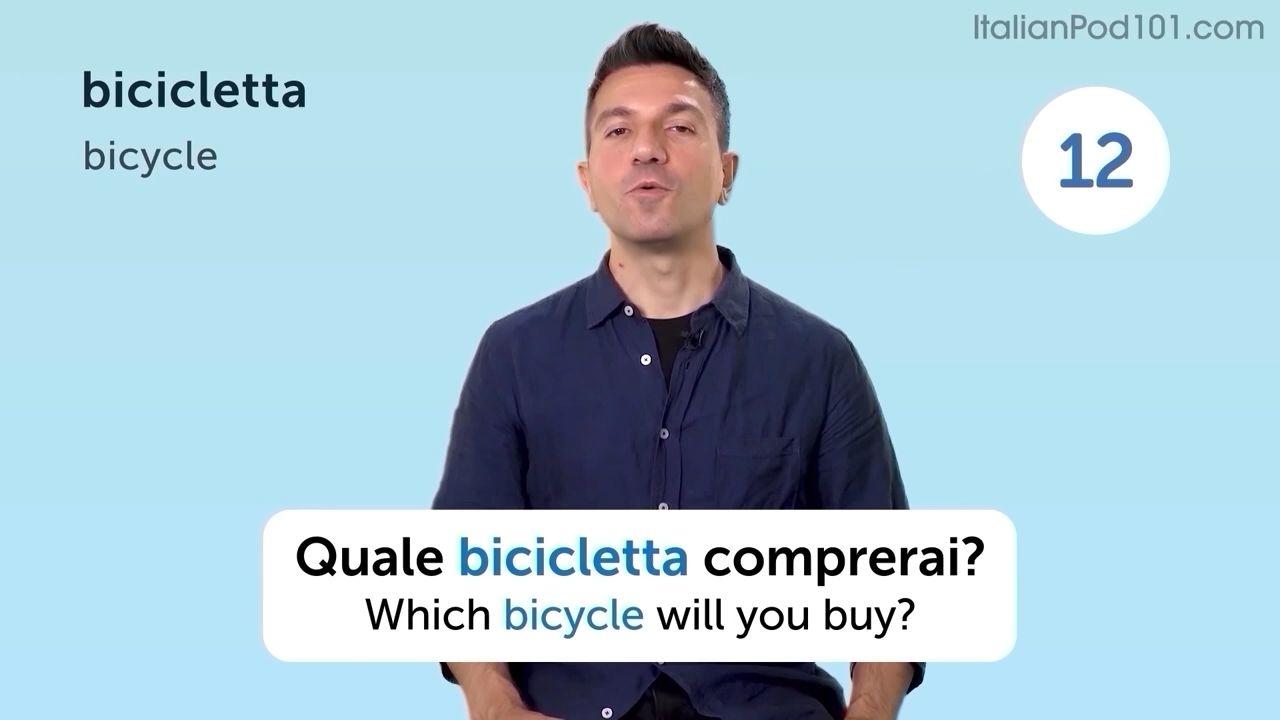 ItalianPod101.com
bicicletta
bicycle
12
Quale bicicletta comprerai?
Which bicycle will you buy?